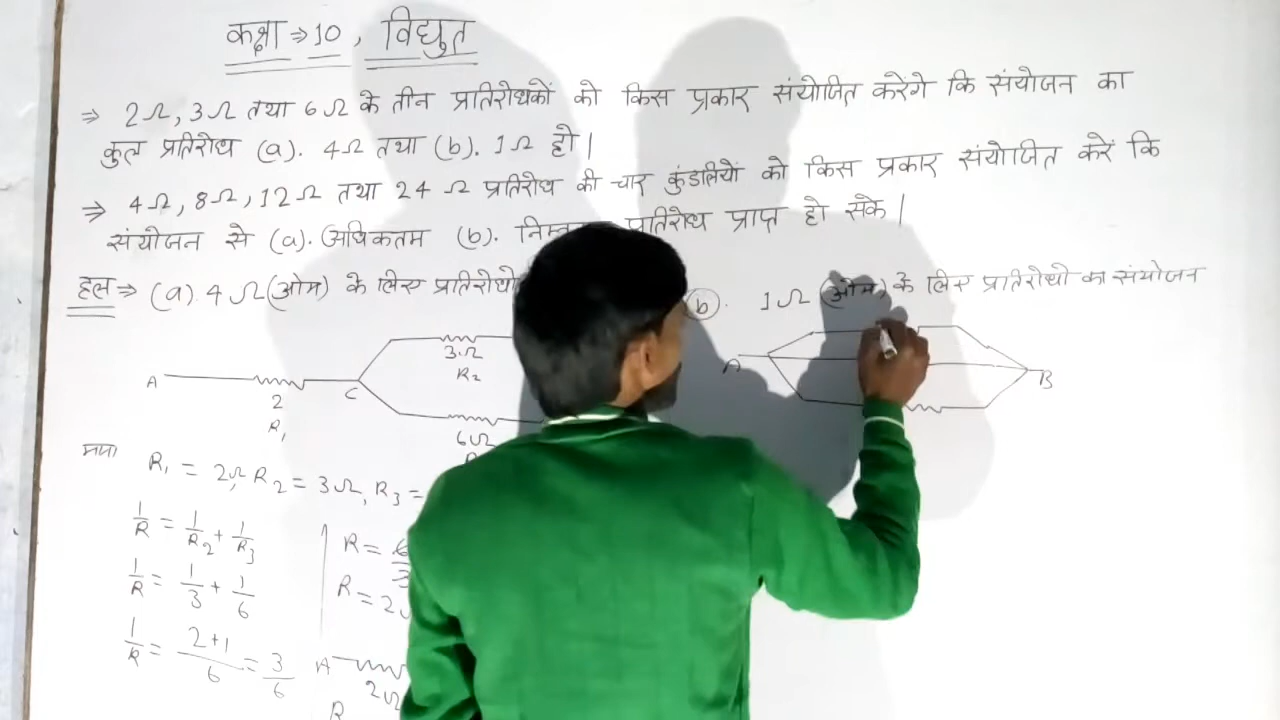 कक्षा ⇒ 10, विद्युत
⇒ 2Ω, 3Ω तथा 6Ω के तीन प्रतिरोधकों को किस प्रकार संयोजित करेंगे कि संयोजन का
कुल प्रतिरोध (a). 4Ω तथा (b). 1Ω हो।
⇒ 4Ω, 8Ω, 12Ω तथा 24 Ω प्रतिरोध की चार कुंडलियों को किस प्रकार संयोजित करें कि
संयोजन से (a). अधिकतम (b). प्रतिरोध प्राप्त हो सके।
हल ⇒ (a) 4Ω (ओम) के लिए
(b). 1Ω (ओम) के लिए प्रतिरोधो का संयोजन
A 2 R₁ C 3Ω R₂ 6Ω
A B
माना R₁ = 2Ω, R₂ = 3Ω, R₃ =
1/R = 1/R₂ + 1/R₃
1/R = 1/3 + 1/6
1/R = 2+1/6 = 3/6
R = 6/3
R = 2Ω
A 2Ω
R